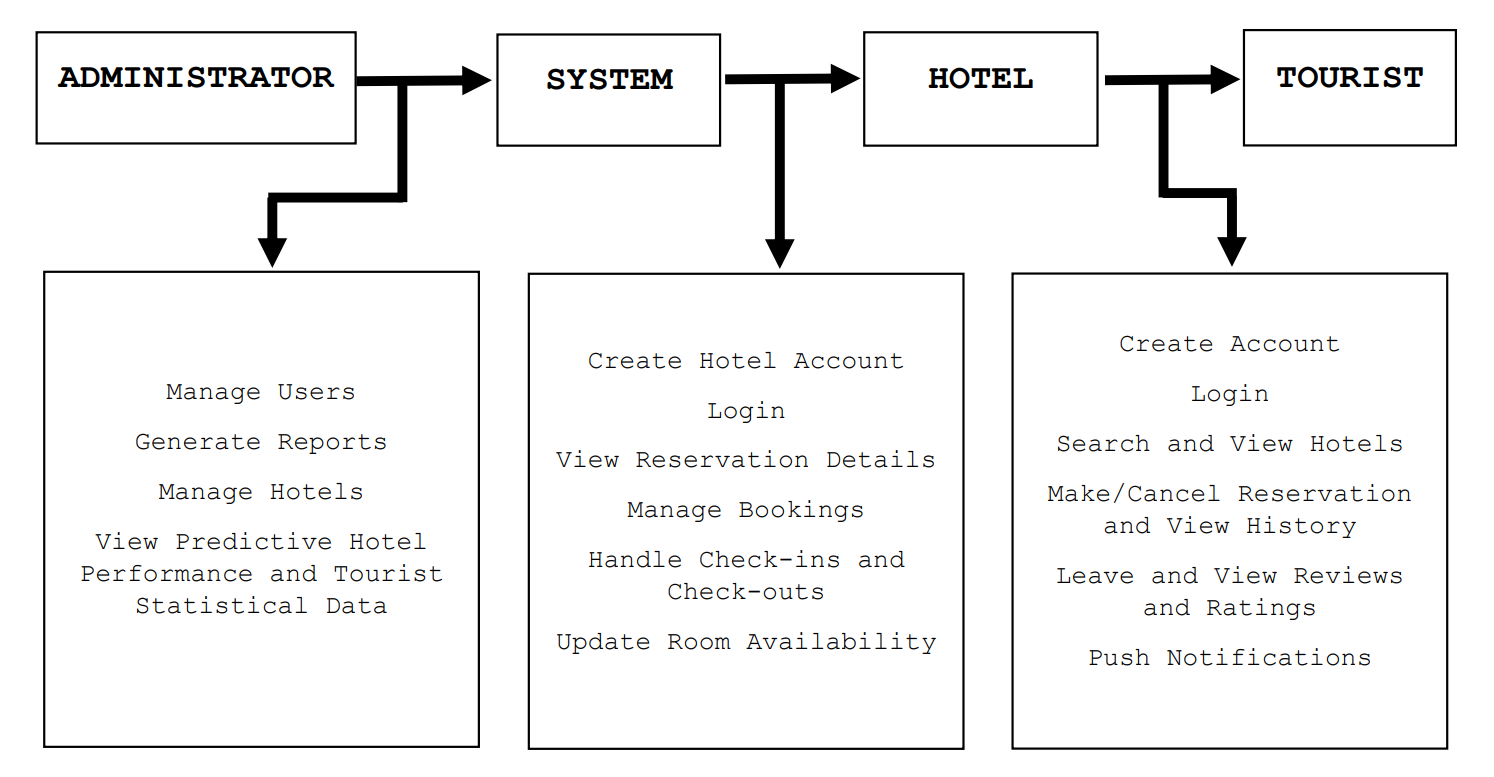 ADMINISTRATOR
SYSTEM
HOTEL
TOURIST
Manage Users
Generate Reports
Manage Hotels
View Predictive Hotel
Performance and Tourist
Statistical Data
Create Hotel Account
Login
View Reservation Details
Manage Bookings
Handle Check-ins and
Check-outs
Update Room Availability
Create Account
Login
Search and View Hotels
Make/Cancel Reservation
and View History
Leave and View Reviews
and Ratings
Push Notifications